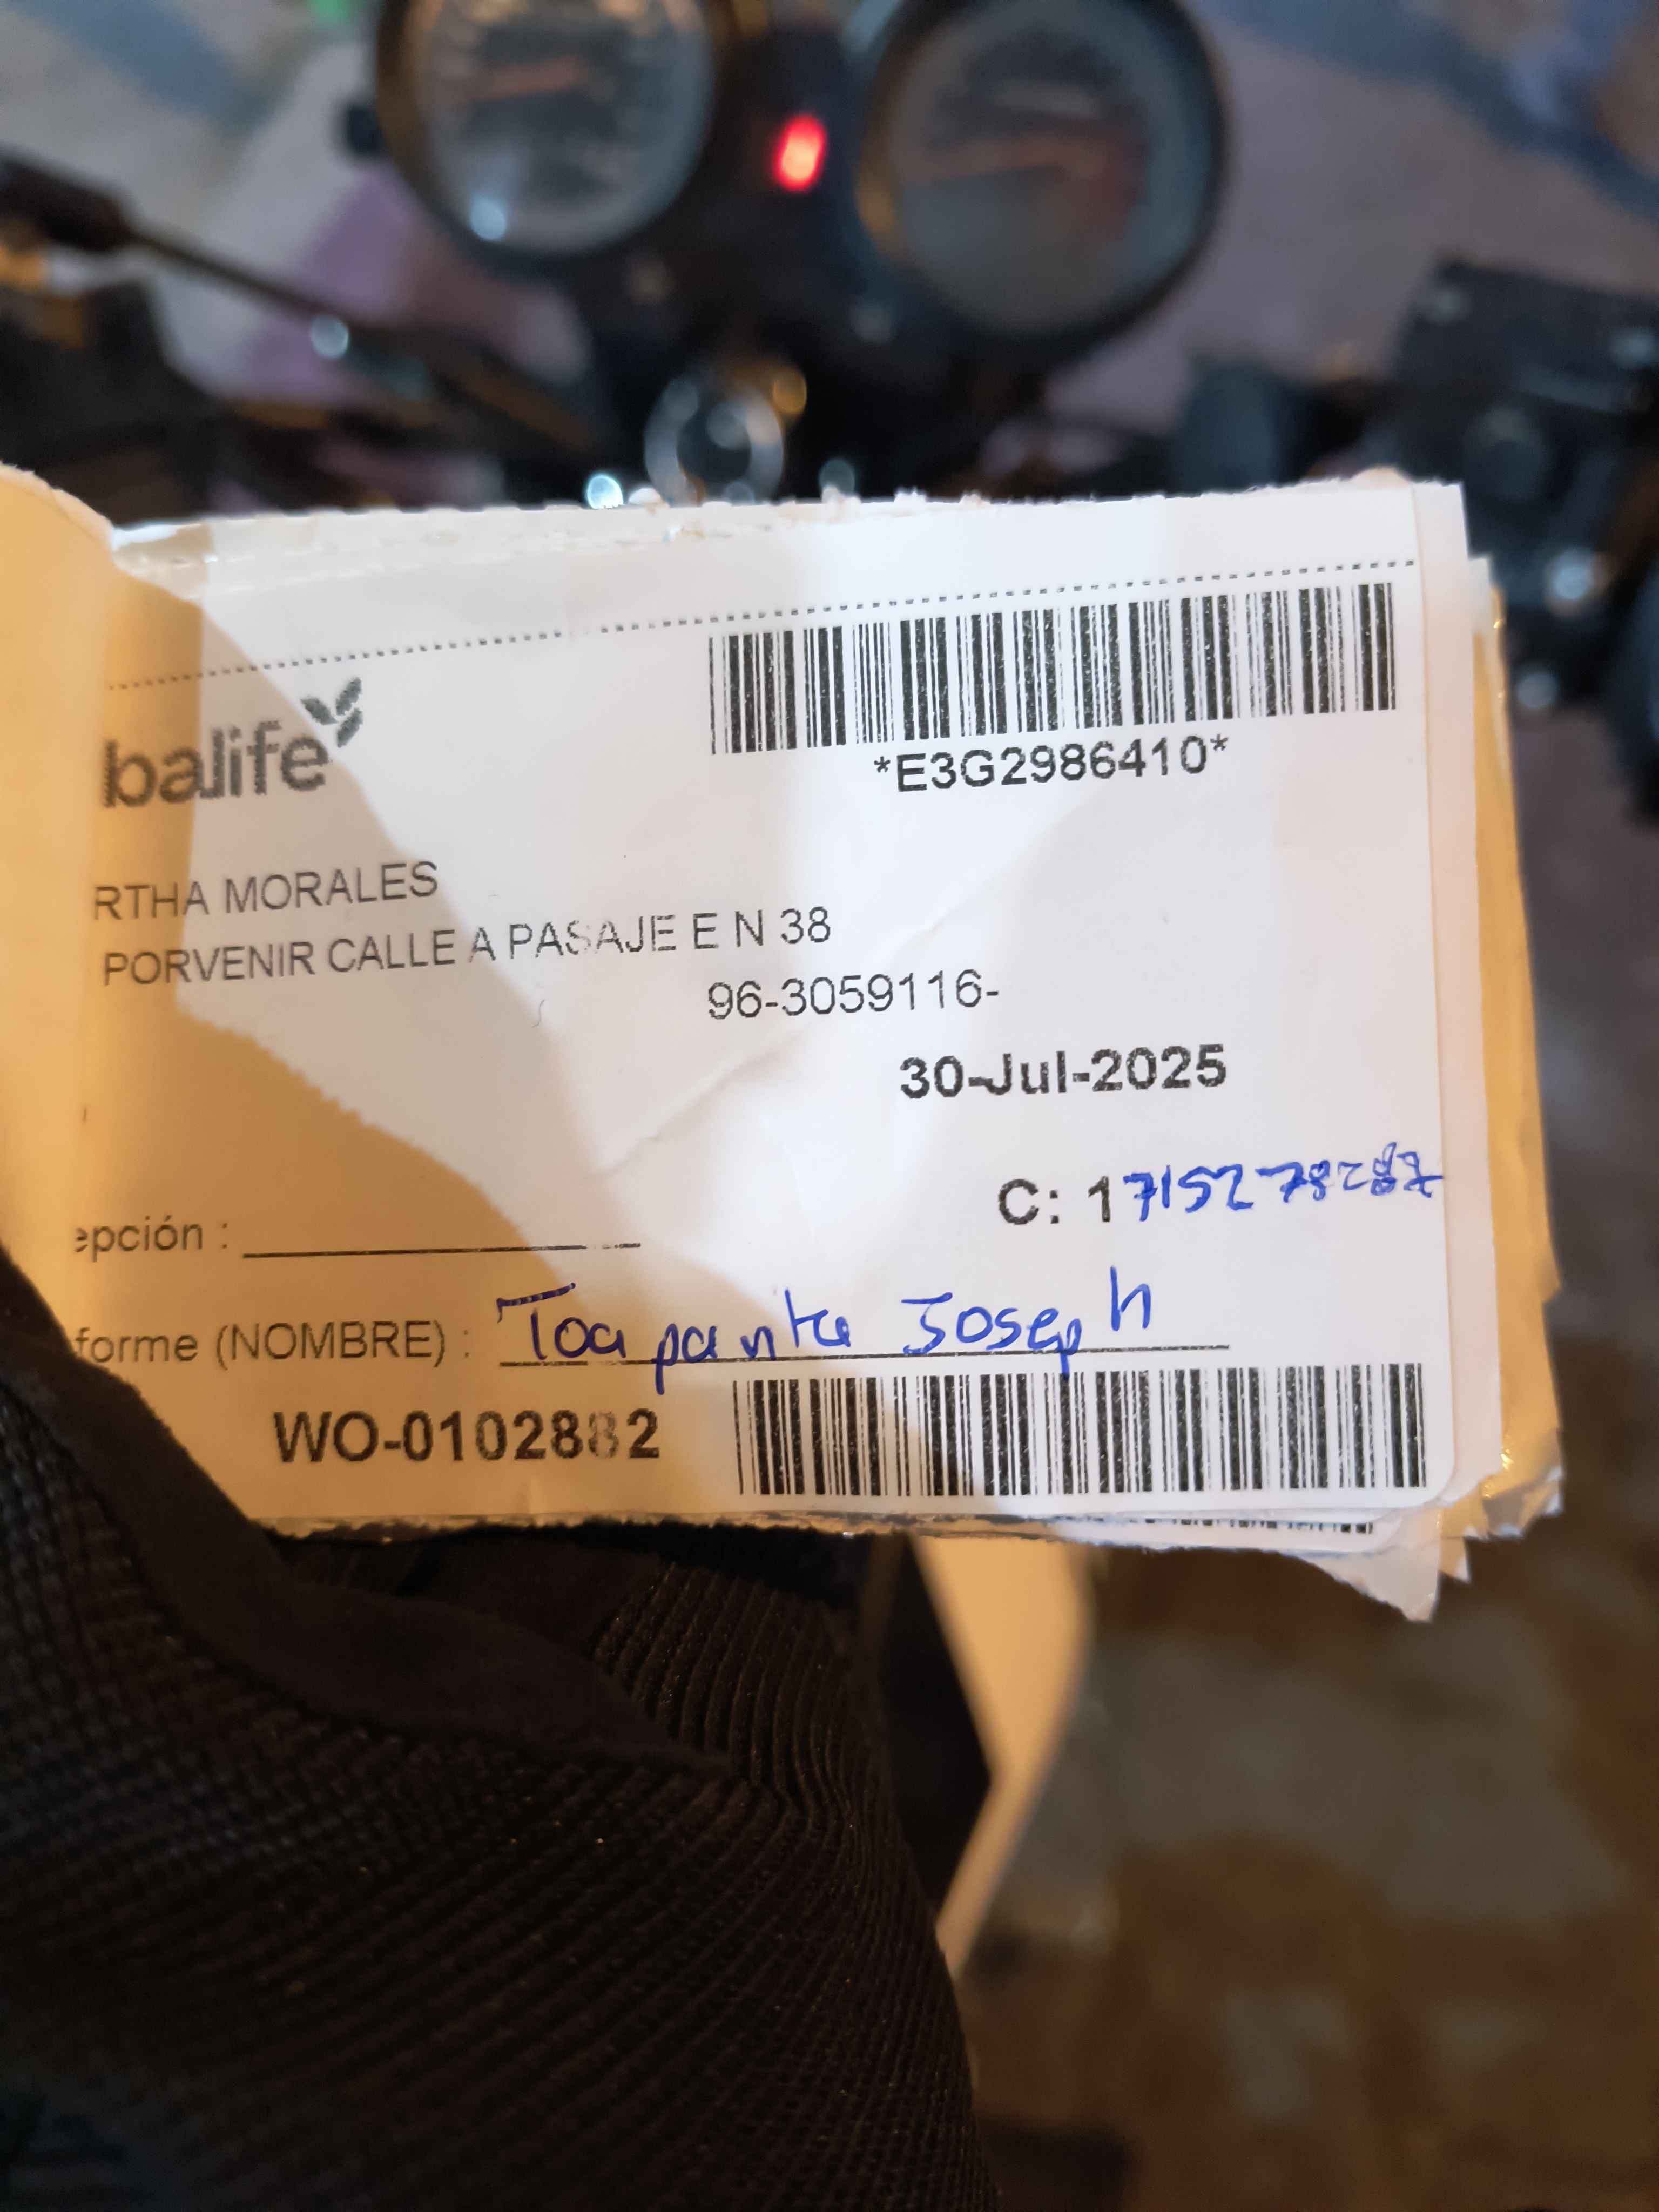 balife
*E3G2986410*
RTHA MORALES
PORVENIR CALLE A PASAJE E N 38
96-3059116-
30-Jul-2025
C: 1715278
epción :
forme (NOMBRE) : Toapanta Joseph
WO-0102882